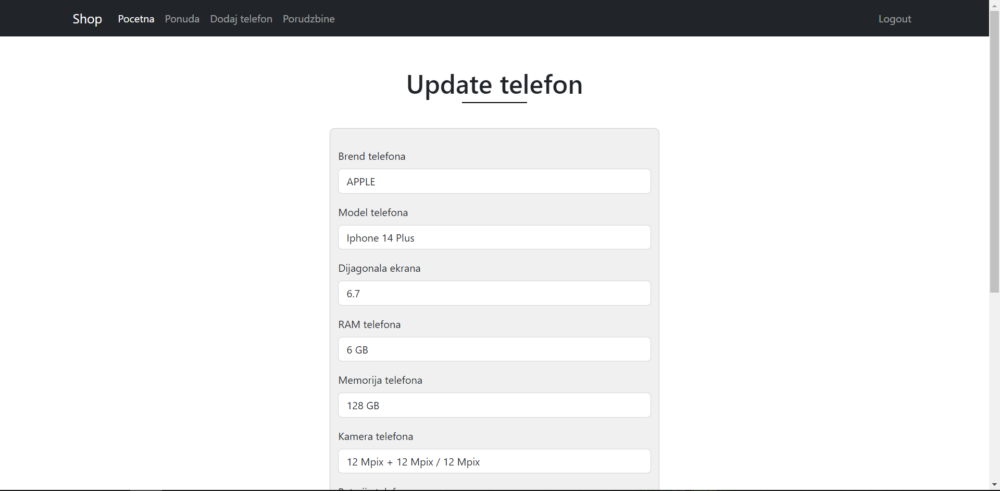 Shop Pocetna Ponuda Dodaj telefon Porudzbine Logout
Update telefon
Brend telefona
APPLE
Model telefona
Iphone 14 Plus
Dijagonala ekrana
6.7
RAM telefona
6 GB
Memorija telefona
128 GB
Kamera telefona
12 Mpix + 12 Mpix / 12 Mpix